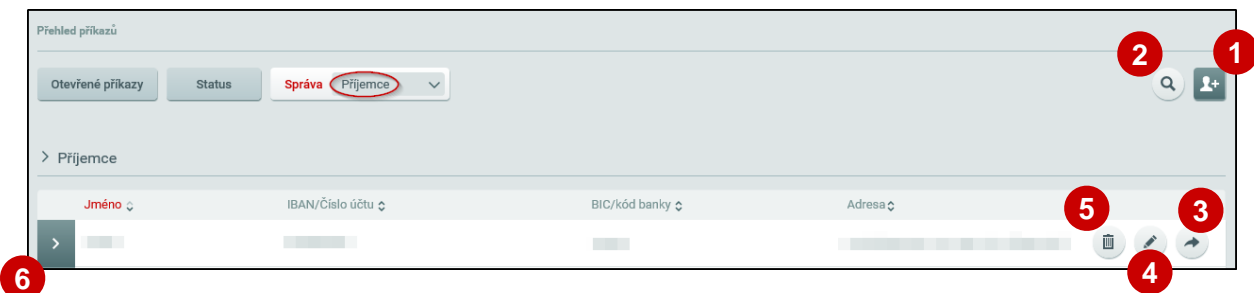 Přehled příkazů
2
1
Otevřené příkazy Status Správa Příjemce
Příjemce
Jméno IBAN/Číslo účtu BIC/kód banky Adresa
5
3
4
6